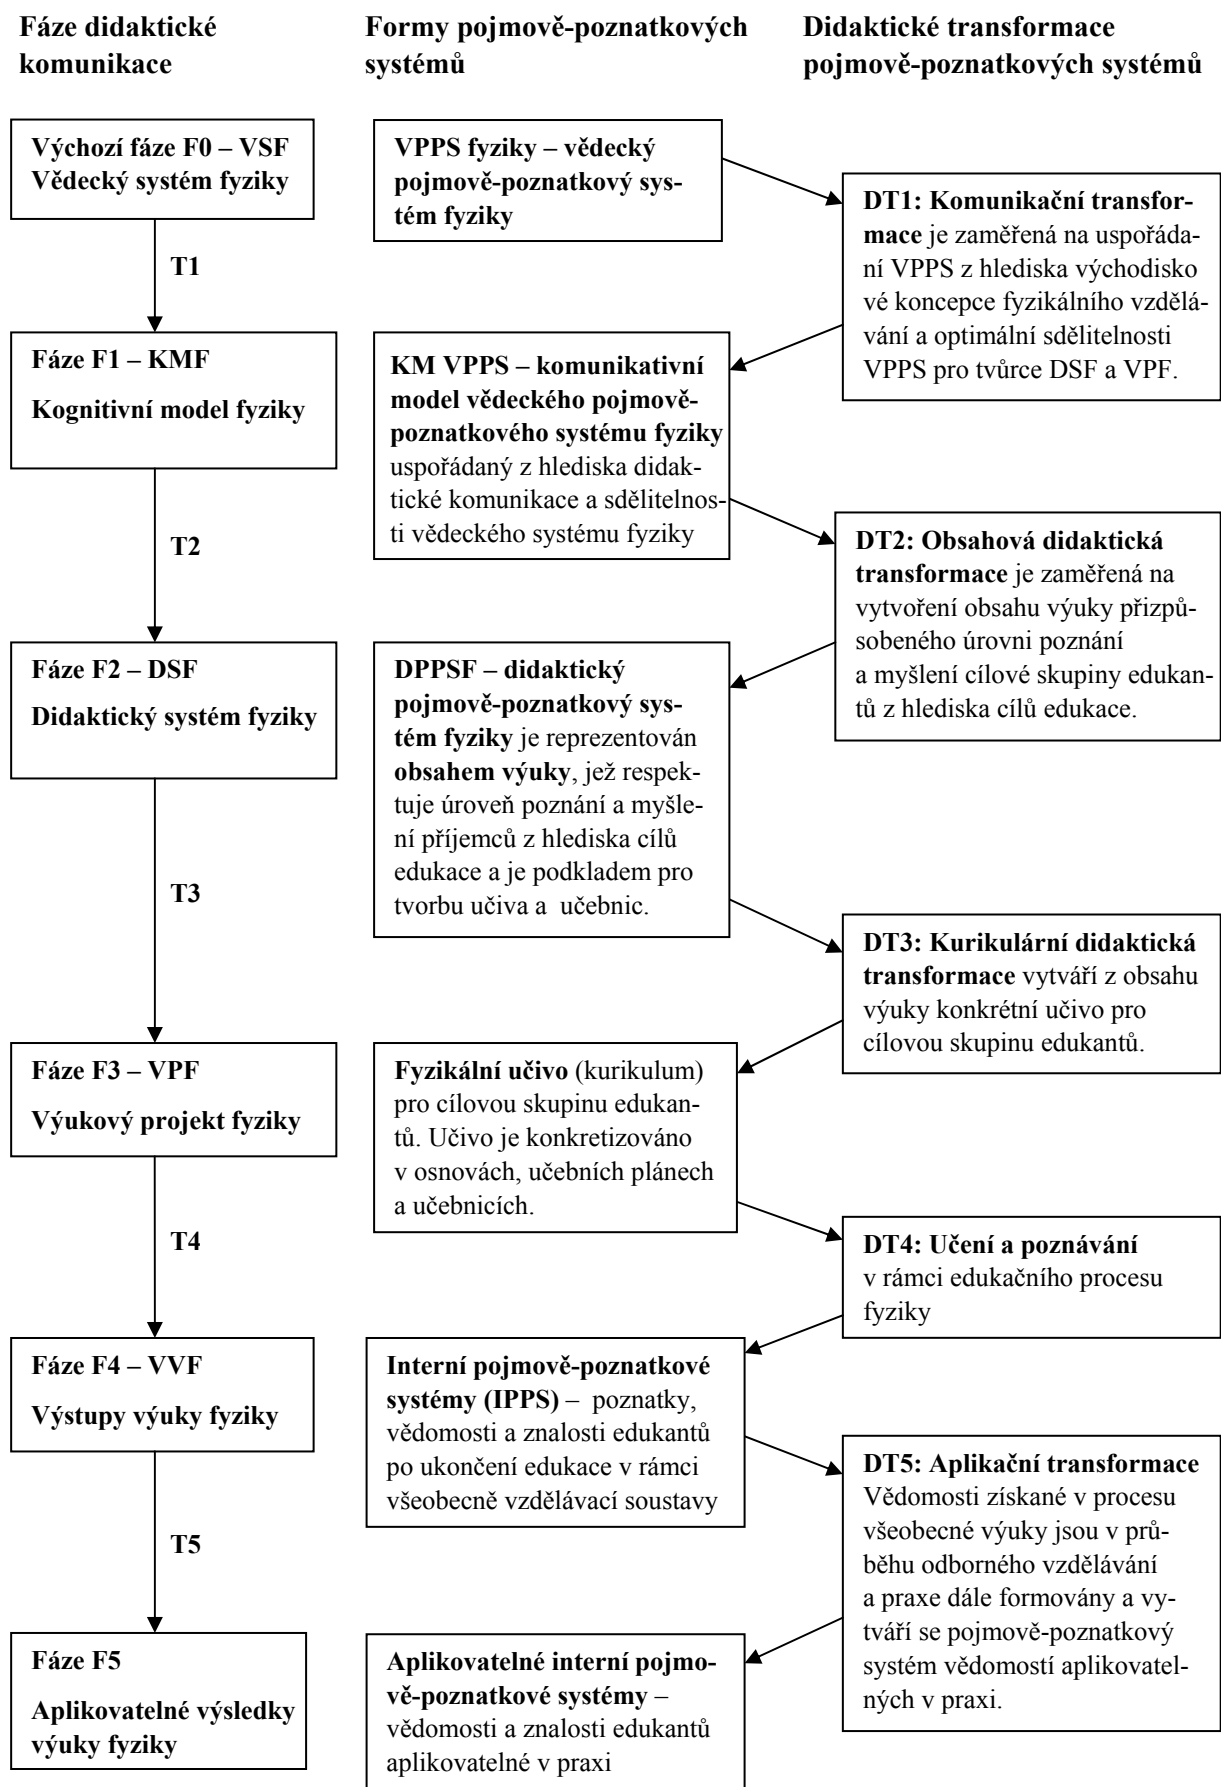 Fáze didaktické
komunikace
Formy pojmově-poznatkových
systémů
Didaktické transformace
pojmově-poznatkových systémů
Výchozí fáze F0 – VSF
Vědecký systém fyziky
T1
Fáze F1 – KMF
Kognitivní model fyziky
T2
Fáze F2 – DSF
Didaktický systém fyziky
T3
Fáze F3 – VPF
Výukový projekt fyziky
T4
Fáze F4 – VVF
Výstupy výuky fyziky
T5
Fáze F5
Aplikovatelné výsledky
výuky fyziky
VPPS fyziky – vědecký
pojmově-poznatkový sys-
tém fyziky
KM VPPS – komunikativní
model vědeckého pojmově-
poznatkového systému fyziky
uspořádaný z hlediska didak-
tické komunikace a sdělitelnos-
ti vědeckého systému fyziky
DPPSF – didaktický
pojmově-poznatkový sys-
tém fyziky je reprezentován
obsahem výuky, jež respek-
tuje úroveň poznání a myšle-
ní příjemců z hlediska cílů
edukace a je podkladem pro
tvorbu učiva a učebnic.
Fyzikální učivo (kurikulum)
pro cílovou skupinu edukan-
tů. Učivo je konkretizováno
v osnovách, učebních plánech
a učebnicích.
Interní pojmově-poznatkové
systémy (IPPS) – poznatky,
vědomosti a znalosti edukantů
po ukončení edukace v rámci
všeobecně vzdělávací soustavy
Aplikovatelné interní pojmo-
vě-poznatkové systémy –
vědomosti a znalosti edukantů
aplikovatelné v praxi
DT1: Komunikační transfor-
mace je zaměřená na uspořáda-
ní VPPS z hlediska východisko
vé koncepce fyzikálního vzdělá-
vání a optimální sdělitelnosti
VPPS pro tvůrce DSF a VPF.
DT2: Obsahová didaktická
transformace je zaměřená na
vytvoření obsahu výuky přizpů-
sobeného úrovni poznání
a myšlení cílové skupiny edukan-
tů z hlediska cílů edukace.
DT3: Kurikulární didaktická
transformace vytváří z obsahu
výuky konkrétní učivo pro
cílovou skupinu edukantů.
DT4: Učení a poznávání
v rámci edukačního procesu
fyziky
DT5: Aplikační transformace
Vědomosti získané v procesu
všeobecné výuky jsou v prů-
běhu odborného vzdělávání
a praxe dále formovány a vy-
tváří se pojmově-poznatkový
systém vědomostí aplikovatel-
ných v praxi.